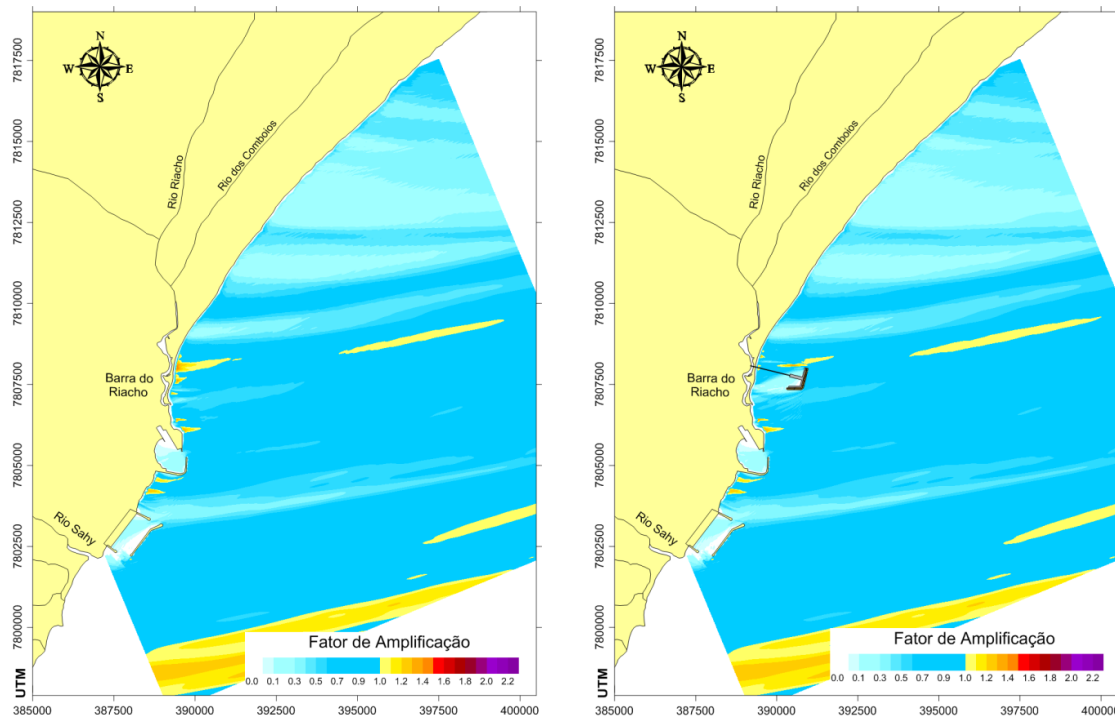 N
W E
S
7817500
7815000
7812500
7810000
7807500
7805000
7802500
7800000
UTM
Rio Riacho
Rio dos Comboios
Barra do
Riacho
Rio Sahy
Fator de Amplificação
0.0 0.1 0.3 0.5 0.7 0.9 1.0 1.2 1.4 1.5 1.6 1.8 2.0 2.2
385000 387500 390000 392500 395000 397500 400000
N
W E
S
7817500
7815000
7812500
7810000
7807500
7805000
7802500
7800000
UTM
Rio Riacho
Rio dos Comboios
Barra do
Riacho
Rio Sahy
Fator de Amplificação
0.0 0.1 0.3 0.5 0.7 0.9 1.0 1.2 1.4 1.5 1.6 1.8 2.0 2.2
385000 387500 390000 392500 395000 397500 400000